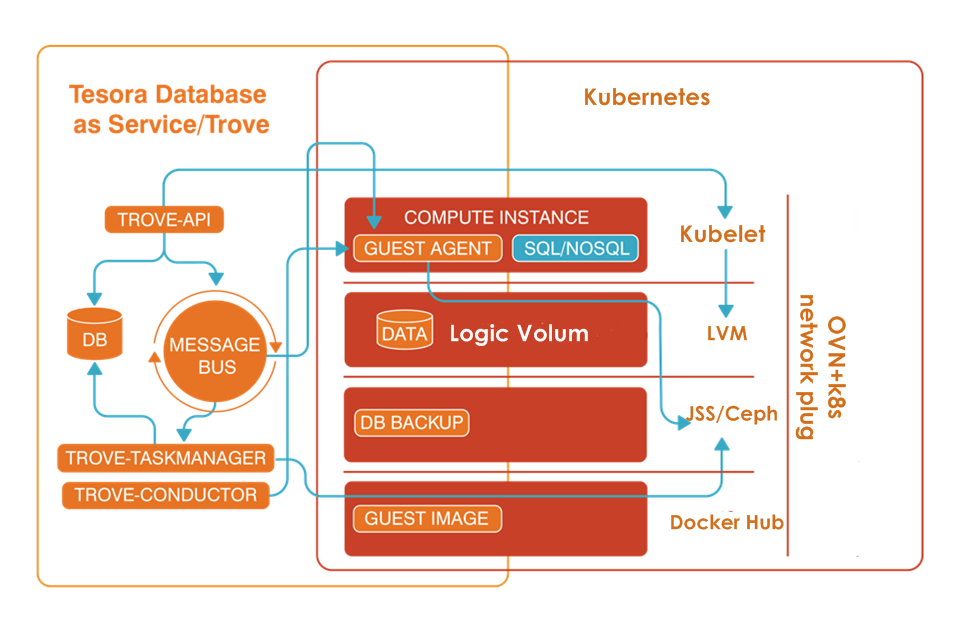 Tesora Database
as Service/Trove
Kubernetes
TROVE-API
COMPUTE INSTANCE
GUEST AGENT
SQL/NOSQL
Kubelet
DB
MESSAGE
BUS
DATA
Logic Volum
LVM
OVN+k8s
network plug
DB BACKUP
JSS/Ceph
TROVE-TASKMANAGER
TROVE-CONDUCTOR
GUEST IMAGE
Docker Hub